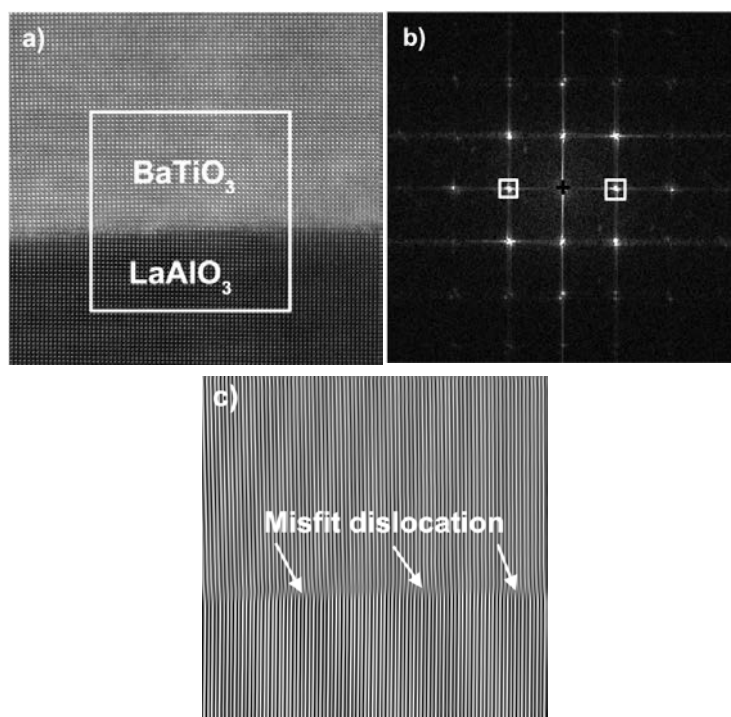 a)
BaTiO₃
LaAlO₃
b)
c)
Misfit dislocation